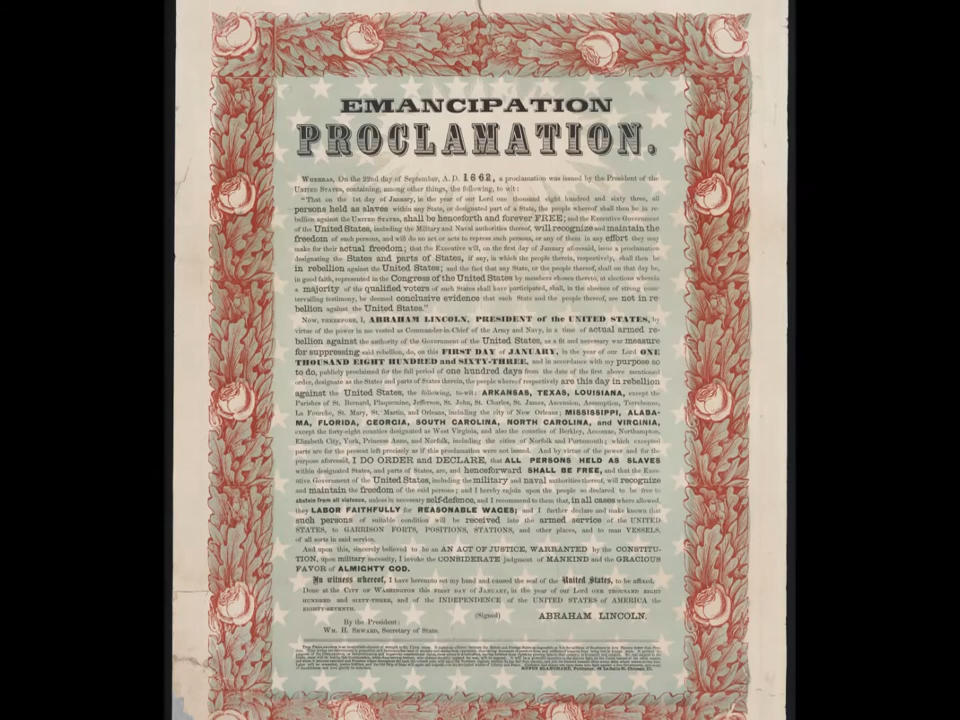 EMANCIPATION
PROCLAMATION.
WHEREAS, On the 22nd day of September, A. D. 1662, a proclamation was issued by the President of the
UNITED STATES, containing, among other things, the following, to wit:
"That on the 1st day of January, in the year of our Lord one thousand eight hundred and sixty three, all
persons held as slaves within any State, or designated part of a State, the people whereof shall then be in re-
bellion against the UNITED STATES, shall be henceforth and forever FREE; and the Executive Government
of the United States, including the Military and Naval authorities thereof, will recognize and maintain the
freedom of such persons, and will do no act or acts to repress such persons, or any of them in any effort they may
make for their actual freedom; that the Executive will, on the first day of January aforesaid, issue a proclamation
designating the States and parts of States, if any, in which the people therein, respectively, shall then be
in rebellion against the United States; and the fact that any State, or the people thereof, shall on that day be,
in good faith, represented in the Congress of the United States by members chosen thereto, at elections wherein
a majority of the qualified voters of such States shall have participated, shall, in the absence of strong coun-
tervailing testimony, be deemed conclusive evidence that such State and the people thereof, are not in re-
bellion against the United States."
NOW, THEREFORE, I, ABRAHAM LINCOLN, PRESIDENT of the UNITED STATES, by
virtue of the power in me vested as Commander-in-Chief of the Army and Navy, in a time of actual armed re-
bellion against the authority of the Government of the United States, as a fit and necessary war measure
for suppressing said rebellion, do, on this FIRST DAY of JANUARY, in the year of our Lord ONE
THOUSAND EIGHT HUNDRED and SIXTY-THREE, and in accordance with my purpose so
to do, publicly proclaimed for the full period of one hundred days from the date of the first above mentioned
order, designate as the States and parts of States therein, the people whereof respectively are this day in rebellion
against the United States, the following, to-wit: ARKANSAS, TEXAS, LOUISIANA, except the
Parishes of St. Bernard, Plaquemine, Jefferson, St. John, St. Charles, St. James, Ascension, Assumption, Terrebonne,
La Fourche, St. Mary, St. Martin, and Orleans, including the city of New Orleans; MISSISSIPPI, ALABA-
MA, FLORIDA, GEORGIA, SOUTH CAROLINA, NORTH CAROLINA, and VIRGINIA,
except the forty-eight counties designated as West Virginia, and also the counties of Berkley, Accomac, Northampton,
Elizabeth City, York, Princess Anne, and Norfolk, including the cities of Norfolk and Portsmouth; which excepted
parts are for the present left precisely as if this proclamation were not issued. And by virtue of the power and for the
purpose aforesaid, I DO ORDER and DECLARE, that ALL PERSONS HELD AS SLAVES
within designated States, and parts of States, are, and henceforward SHALL BE FREE, and that the Exec-
utive Government of the United States, including the military and naval authorities thereof, will recognize
and maintain the freedom of the said persons; and I hereby enjoin upon the people so declared to be free to
abstain from all violence, unless in necessary self-defence, and I recommend to them that, in all cases where allowed,
they LABOR FAITHFULLY for REASONABLE WAGES; and I further declare and make known that
such persons of suitable condition will be received into the armed service of the UNITED
STATES, to GARRISON FORTS, POSITIONS, STATIONS, and other places, and to man VESSELS,
of all sorts in said service.
And upon this, sincerely believed to be an ACT OF JUSTICE, WARRANTED by the CONSTITU-
TION, upon military necessity, I invoke the CONSIDERATE judgment of MANKIND and the GRACIOUS
FAVOR of ALMIGHTY GOD.
In witness whereof, I have hereunto set my hand and caused the seal of the United States, to be affixed.
Done at the CITY OF WASHINGTON this FIRST DAY OF JANUARY, in the year of our Lord ONE THOUSAND EIGHT
HUNDRED and SIXTY-THREE, and of the INDEPENDENCE of the UNITED STATES OF AMERICA the
EIGHTY-SEVENTH.
(Signed) ABRAHAM LINCOLN.
By the President:
WM. H. SEWARD, Secretary of State.
RUFUS BLANCHARD, Publisher, 52 La Salle St. Chicago, Ill.